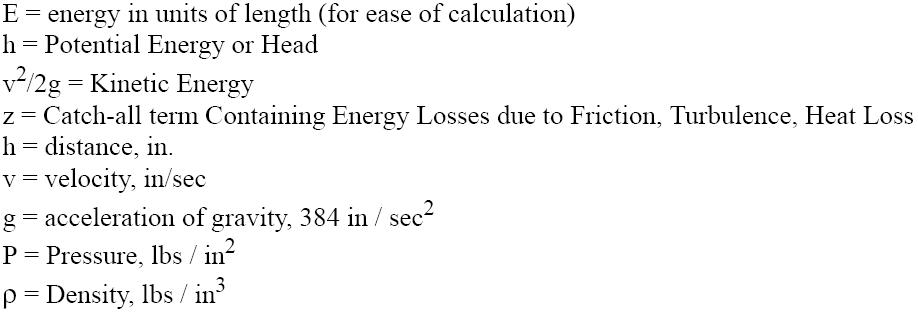 E = energy in units of length (for ease of calculation)
h = Potential Energy or Head
v²/2g = Kinetic Energy
z = Catch-all term Containing Energy Losses due to Friction, Turbulence, Heat Loss
h = distance, in.
v = velocity, in/sec
g = acceleration of gravity, 384 in / sec²
P = Pressure, lbs / in²
ρ = Density, lbs / in³